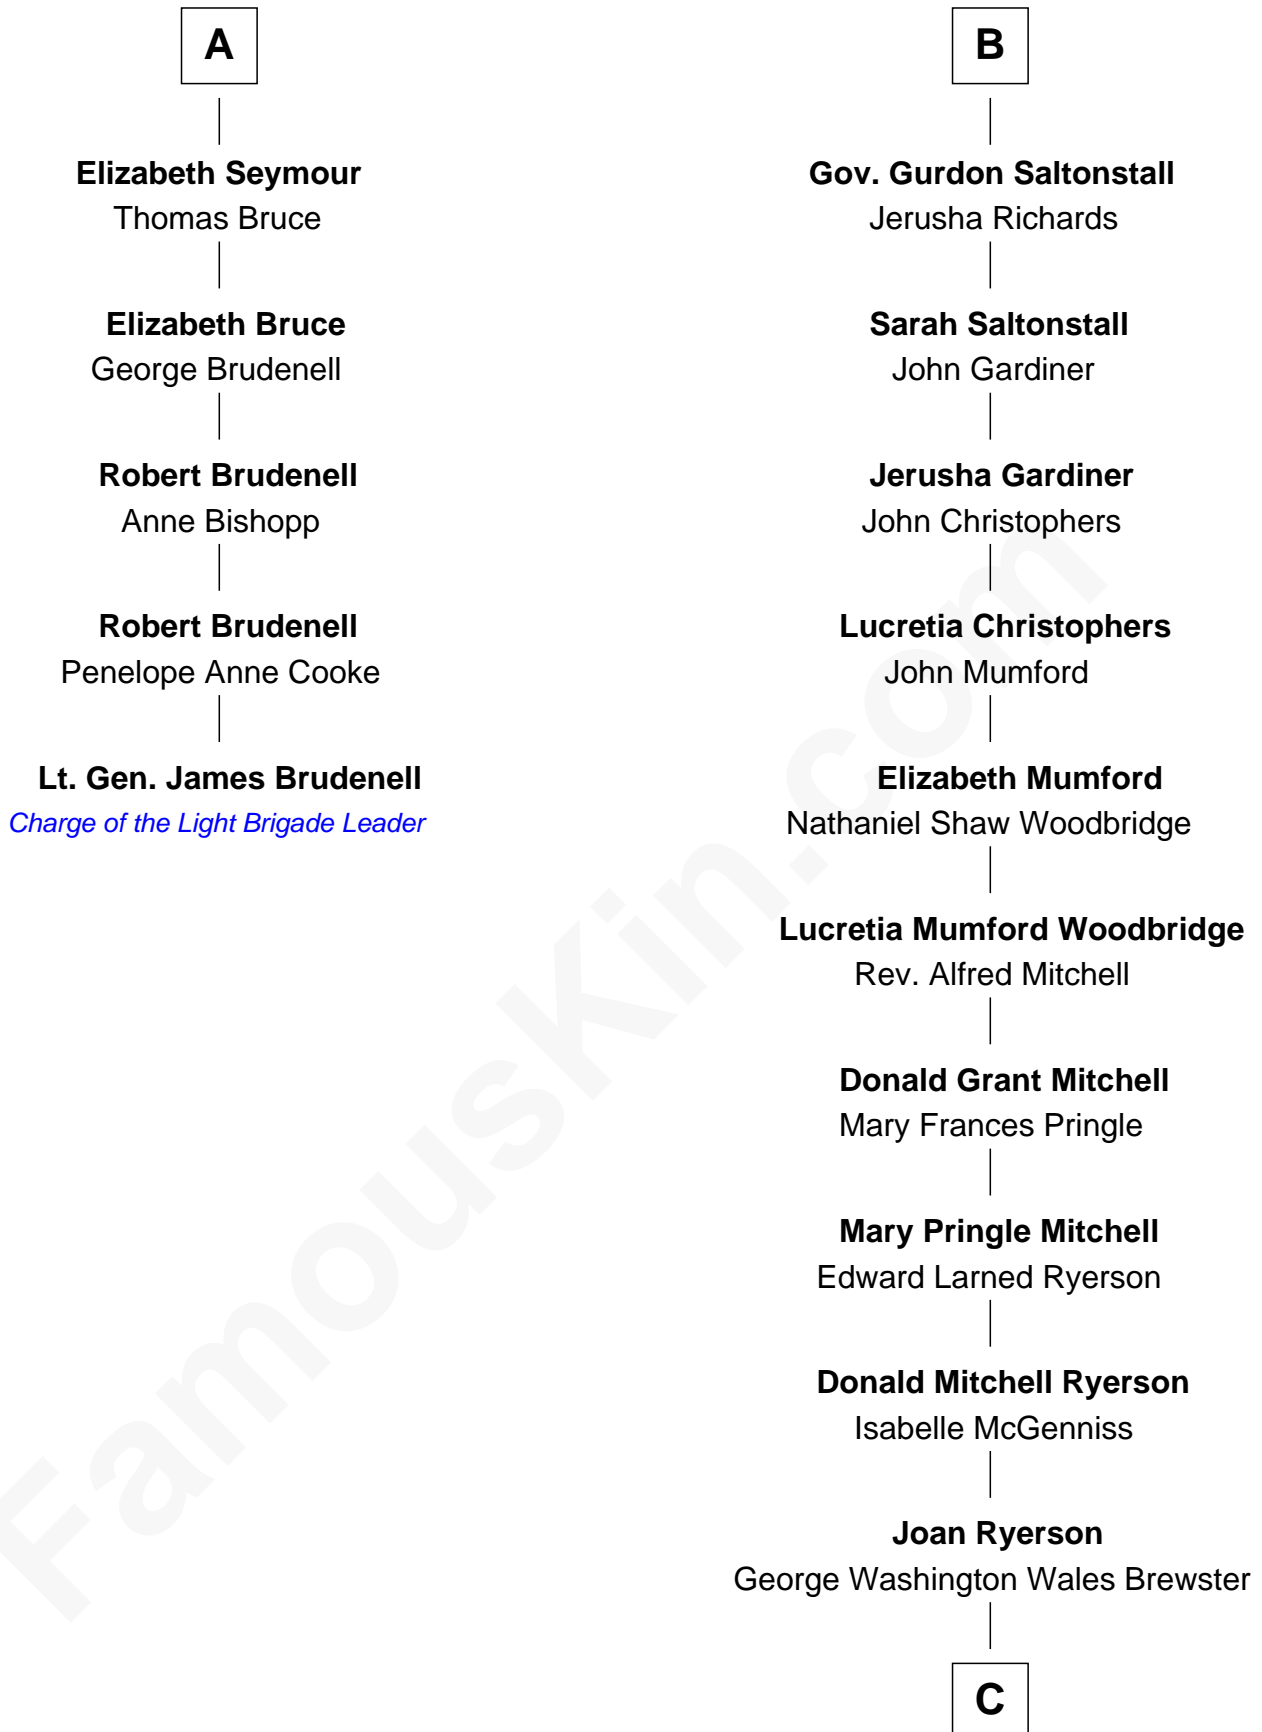 A
Elizabeth Seymour
Thomas Bruce
Elizabeth Bruce
George Brudenell
Robert Brudenell
Anne Bishopp
Robert Brudenell
Penelope Anne Cooke
Lt. Gen. James Brudenell
Charge of the Light Brigade Leader
B
Gov. Gurdon Saltonstall
Jerusha Richards
Sarah Saltonstall
John Gardiner
Jerusha Gardiner
John Christophers
Lucretia Christophers
John Mumford
Elizabeth Mumford
Nathaniel Shaw Woodbridge
Lucretia Mumford Woodbridge
Rev. Alfred Mitchell
Donald Grant Mitchell
Mary Frances Pringle
Mary Pringle Mitchell
Edward Larned Ryerson
Donald Mitchell Ryerson
Isabelle McGenniss
Joan Ryerson
George Washington Wales Brewster
C
FamousKin.com